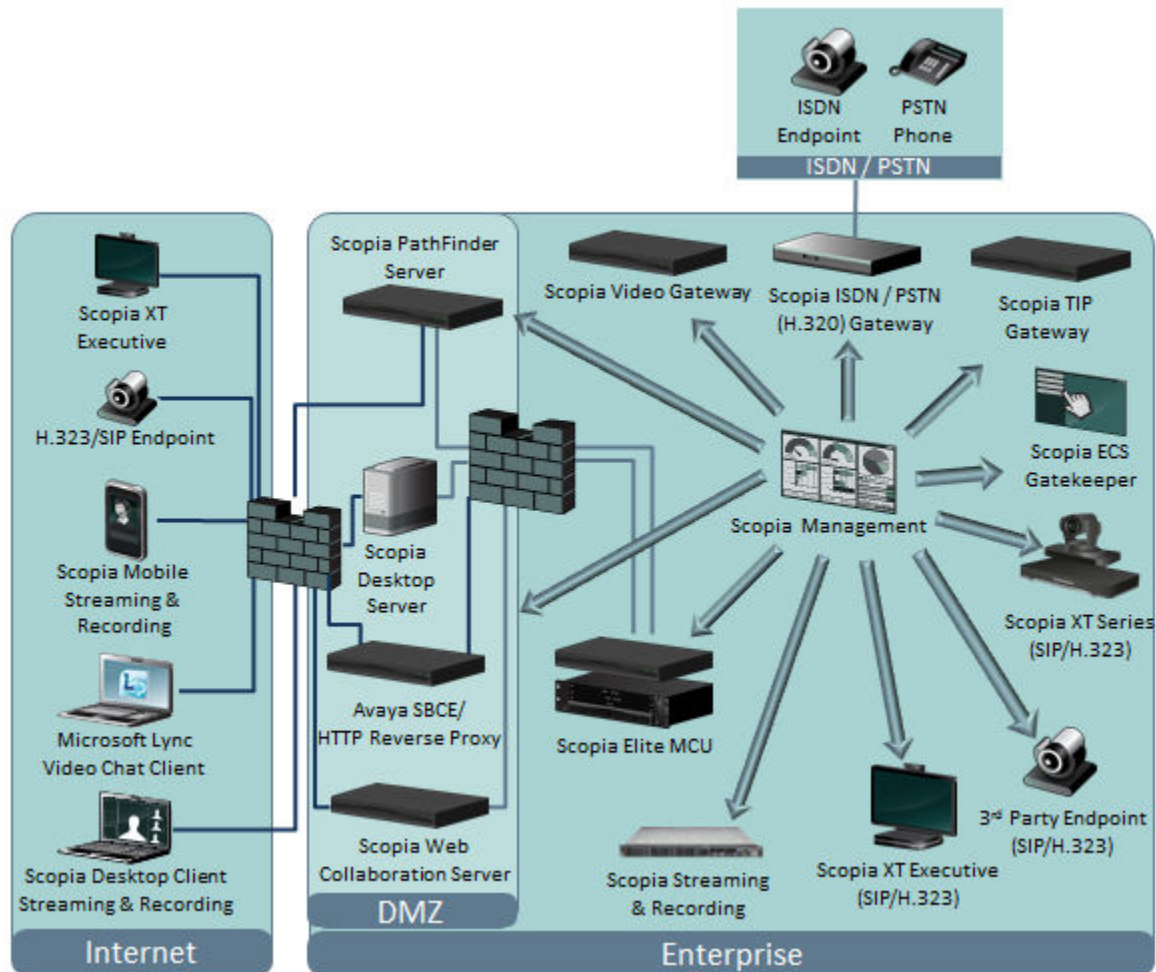 ISDN
Endpoint
PSTN
Phone
ISDN / PSTN
Scopia XT
Executive
H.323/SIP Endpoint
Scopia Mobile
Streaming &
Recording
Microsoft Lync
Video Chat Client
Scopia Desktop Client
Streaming & Recording
Internet
Scopia PathFinder
Server
Scopia
Desktop
Server
Avaya SBCE/
HTTP Reverse Proxy
Scopia Web
Collaboration Server
DMZ
Scopia Video Gateway
Scopia ISDN / PSTN
(H.320) Gateway
Scopia TIP
Gateway
Scopia ECS
Gatekeeper
Scopia Management
Scopia XT Series
(SIP/H.323)
Scopia Elite MCU
3rd Party Endpoint
(SIP/H.323)
Scopia XT Executive
(SIP/H.323)
Scopia Streaming
& Recording
Enterprise